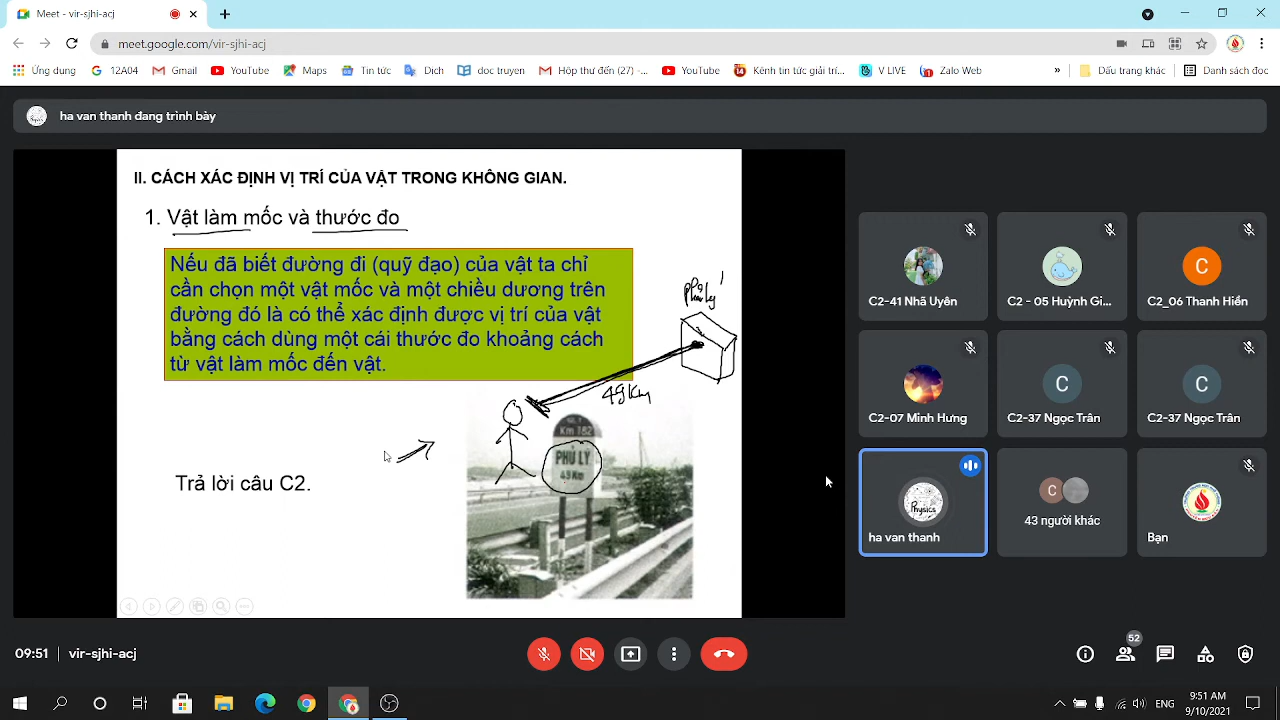 Meet - vir-sjhi-acj
meet.google.com/vir-sjhi-acj
Ứng dung
12A04
Gmail
YouTube
Maps
Tin tức
Dịch
doc truyen
Hộp thư đến (27) -...
YouTube
Kênh tin tức giải trí...
V LIVE
Zalo Web
»
Dấu trang khác
Danh sách đọc
ha van thanh đang trình bày
II. CÁCH XÁC ĐỊNH VỊ TRÍ CỦA VẬT TRONG KHÔNG GIAN.
1. Vật làm mốc và thước đo
Nếu đã biết đường đi (quỹ đạo) của vật ta chỉ
cần chọn một vật mốc và một chiều dương trên
đường đó là có thể xác định được vị trí của vật
bằng cách dùng một cái thước đo khoảng cách
từ vật làm mốc đến vật.
Phủ Lý
49 Km
Km 182
PHỦ LÝ
49 Km
Trả lời câu C2.
C2-41 Nhã Uyên
C2 - 05 Huỳnh Gi...
C
C2_06 Thanh Hiền
C2-07 Minh Hưng
C
C2-37 Ngọc Trân
C
C2-37 Ngọc Trân
Physics
ha van thanh
C
43 người khác
Bạn
09:51 | vir-sjhi-acj
52
ENG
9:51 AM
9/10/2021